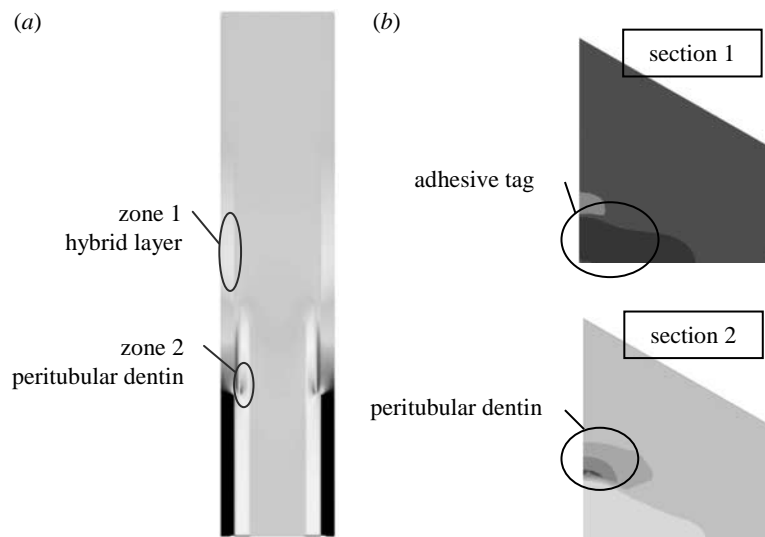 (a)
zone 1
hybrid layer
zone 2
peritubular dentin
(b)
section 1
adhesive tag
section 2
peritubular dentin